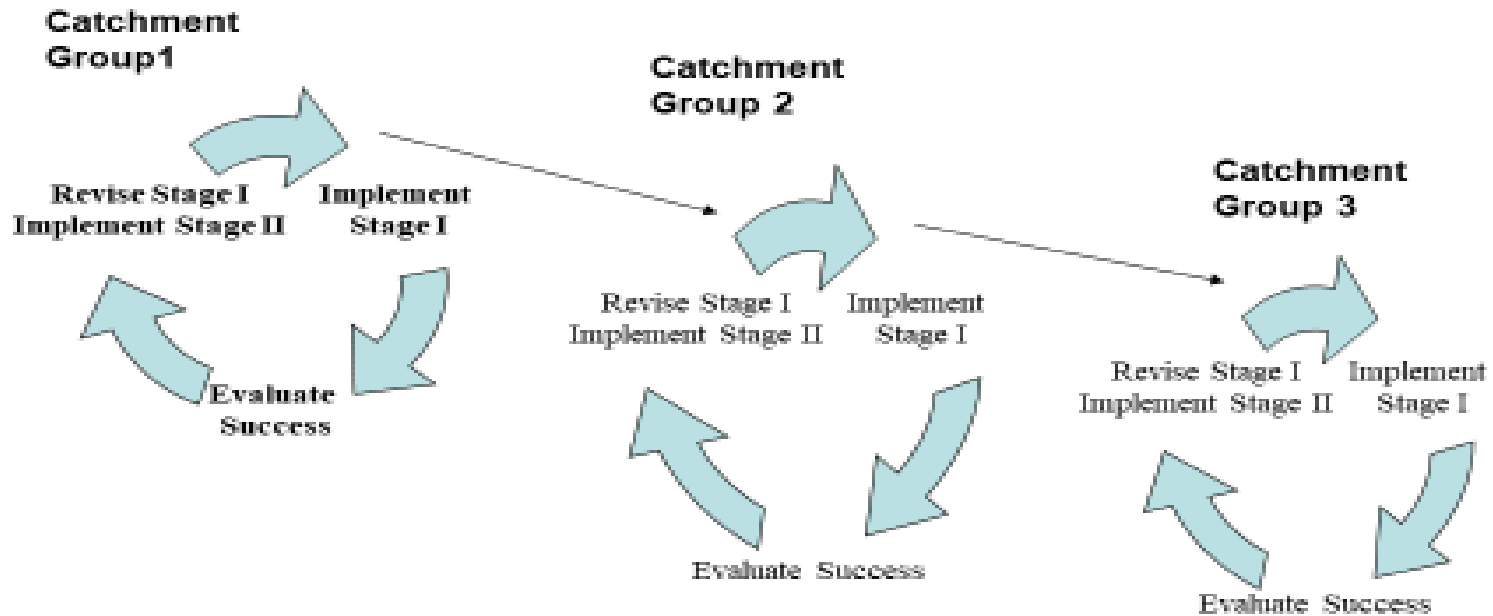 Catchment
Group1
Revise Stage I
Implement Stage II
Implement
Stage I
Evaluate
Success
Catchment
Group 2
Revise Stage I
Implement Stage II
Implement
Stage I
Evaluate Success
Catchment
Group 3
Revise Stage I
Implement Stage II
Implement
Stage I
Evaluate Success